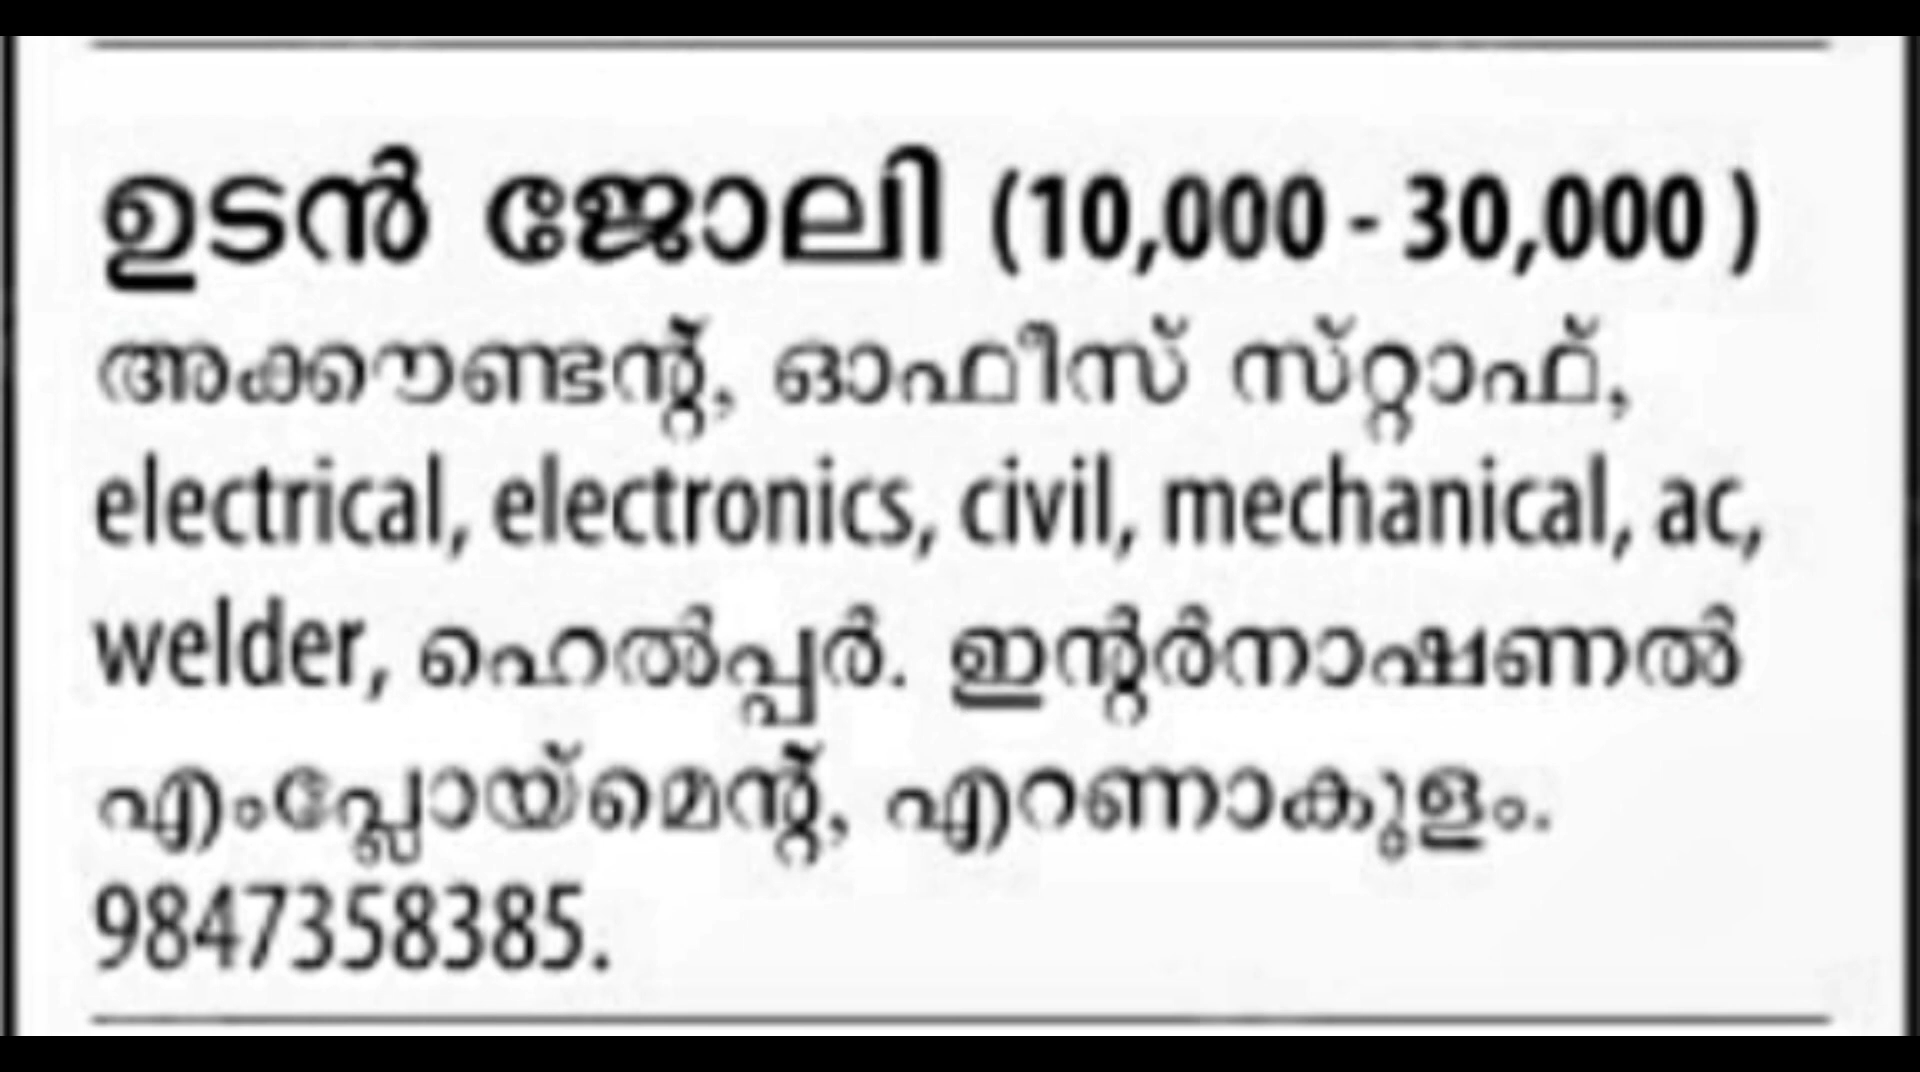 ഉടൻ ജോലി (10,000 - 30,000 )
അക്കൗണ്ടന്റ്, ഓഫീസ് സ്റ്റാഫ്,
electrical, electronics, civil, mechanical, ac,
welder, ഹെൽപ്പർ. ഇന്റർനാഷണൽ
എംപ്ലോയ്മെന്റ്, എറണാകുളം.
9847358385.